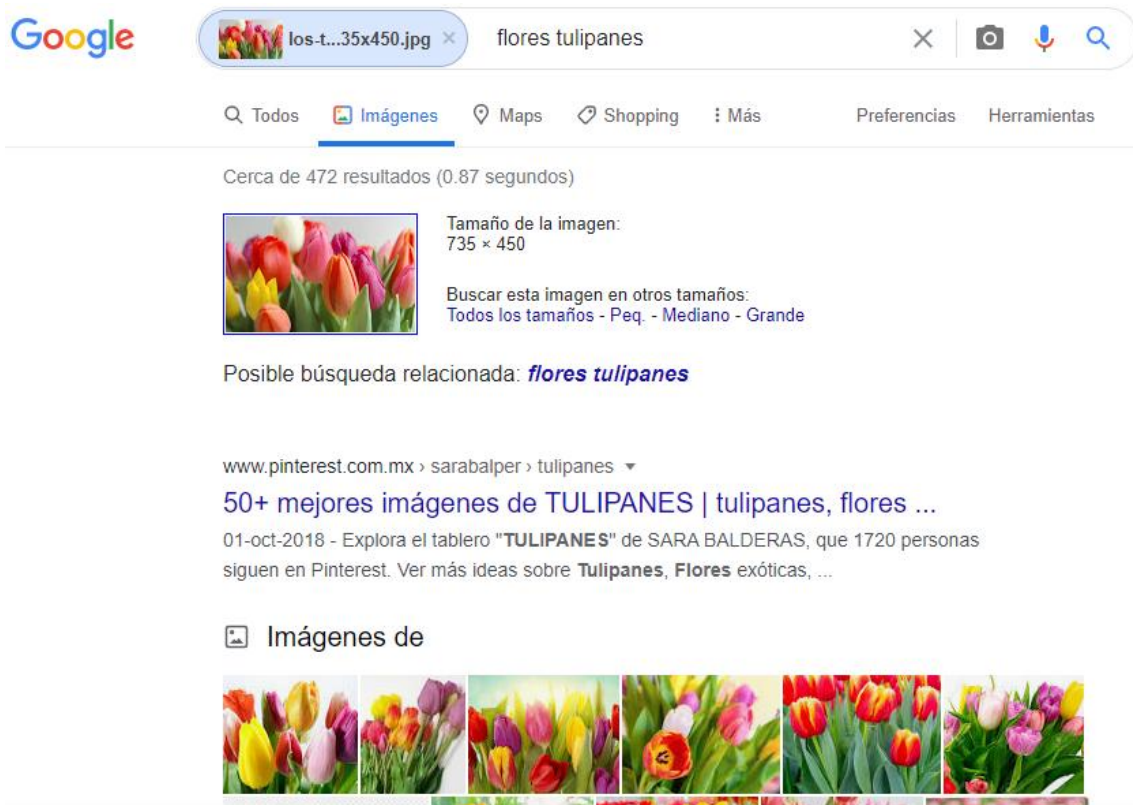 Google los-t...35x450.jpg × flores tulipanes
Todos Imágenes Maps Shopping Más Preferencias Herramientas
Cerca de 472 resultados (0.87 segundos)
Tamaño de la imagen:
735 × 450
Buscar esta imagen en otros tamaños:
Todos los tamaños - Peq. - Mediano - Grande
Posible búsqueda relacionada: flores tulipanes
www.pinterest.com.mx › sarabalper › tulipanes
50+ mejores imágenes de TULIPANES | tulipanes, flores ...
01-oct-2018 - Explora el tablero "TULIPANES" de SARA BALDERAS, que 1720 personas
siguen en Pinterest. Ver más ideas sobre Tulipanes, Flores exóticas, ...
Imágenes de